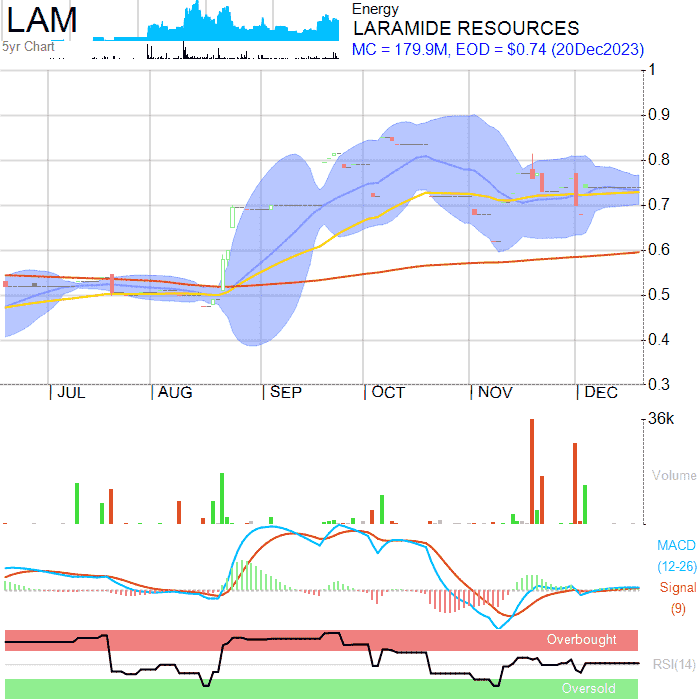 LAM
5yr Chart
Energy
LARAMIDE RESOURCES
MC = 179.9M, EOD = $0.74 (20Dec2023)
1
0.9
0.8
0.7
0.6
0.5
0.4
0.3
JUL
AUG
SEP
OCT
NOV
DEC
36k
Volume
MACD
(12-26)
Signal
(9)
Overbought
RSI(14)
Oversold